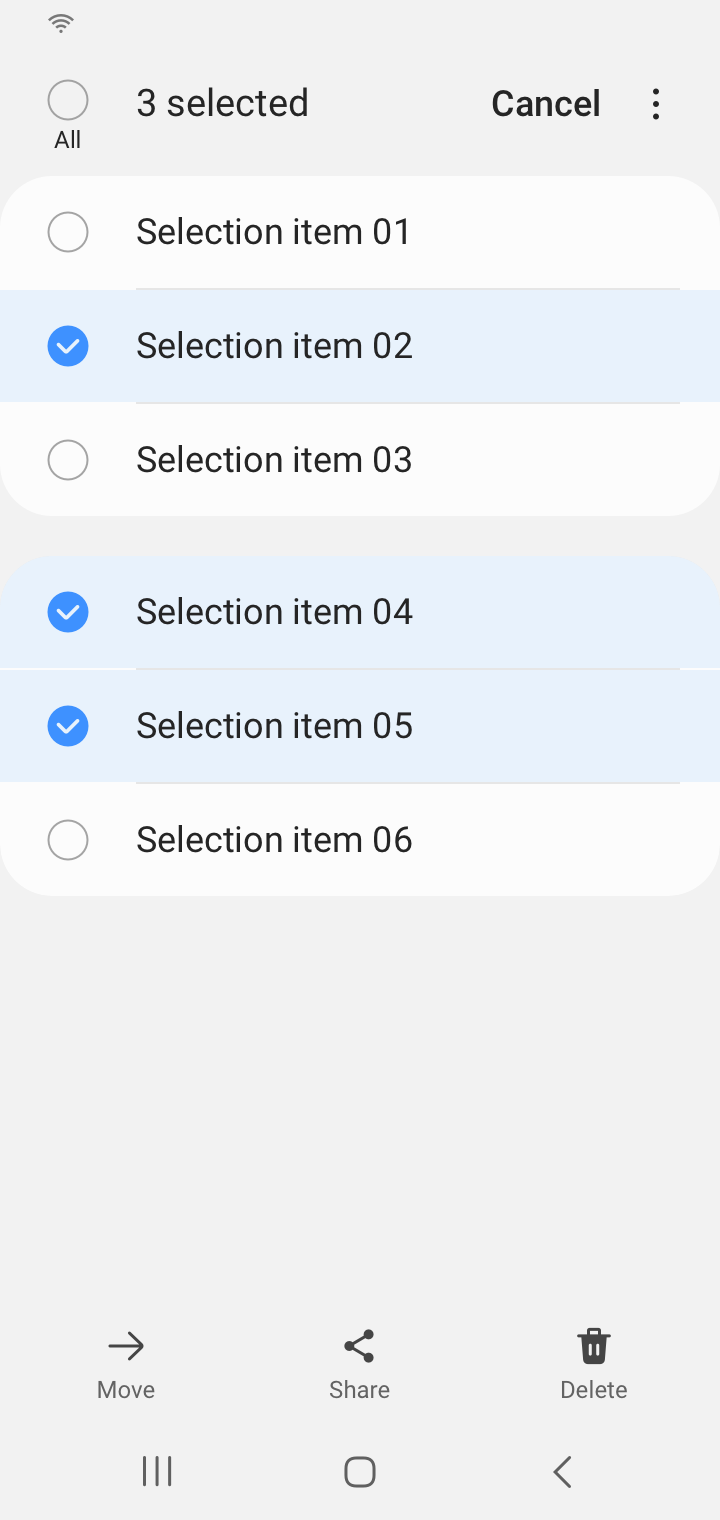 3 selected Cancel
All
Selection item 01
Selection item 02
Selection item 03
Selection item 04
Selection item 05
Selection item 06
Move Share Delete